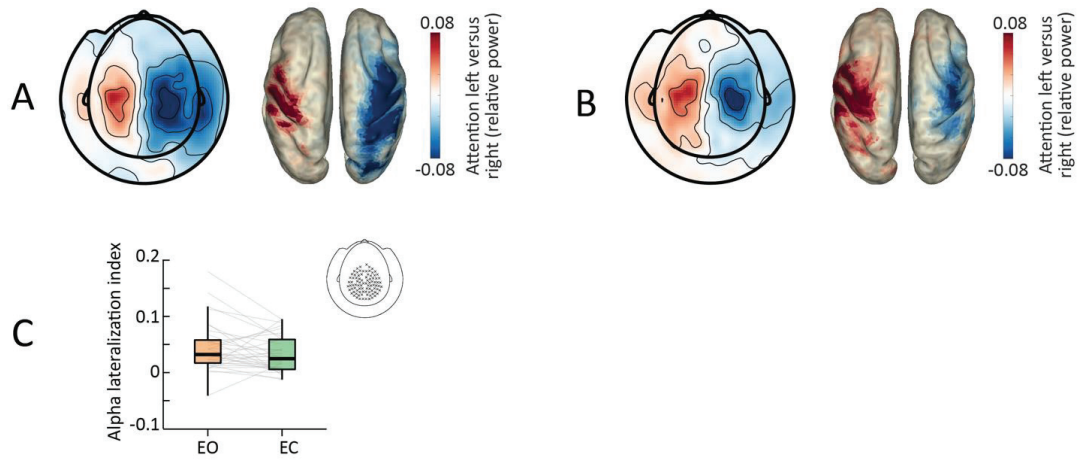 A
0.08
-0.08
Attention left versus
right (relative power)
B
0.08
-0.08
Attention left versus
right (relative power)
C
Alpha lateralization index
0.2
0.1
0
-0.1
EO
EC